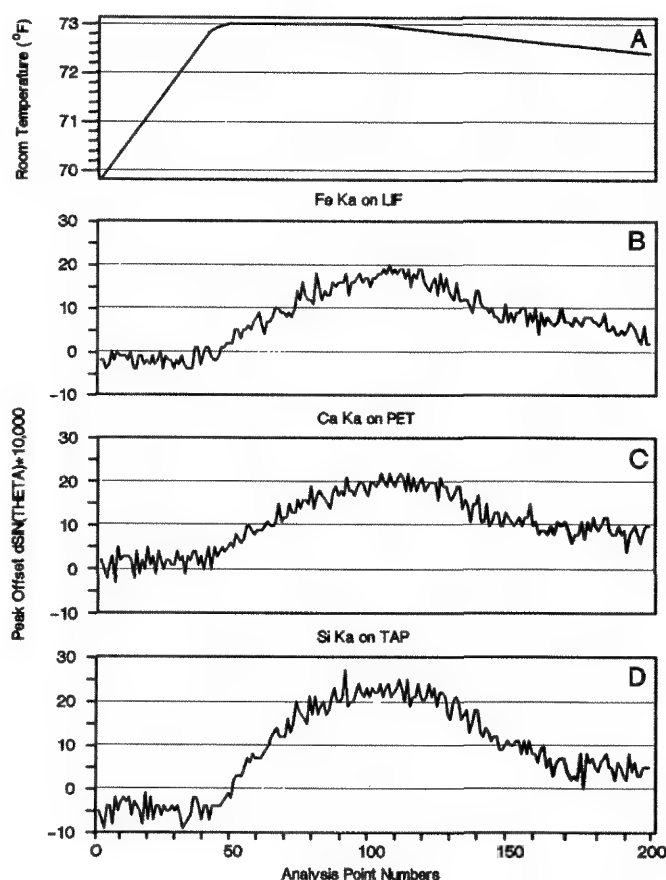 Room Temperature (°F)
73
72
71
70
A
Fe Ka on LIF
30
20
10
0
-10
B
Ca Ka on PET
Peak Offset dSIN(THETA)*10,000
30
20
10
0
-10
C
Si Ka on TAP
30
20
10
0
-10
D
0 50 100 150 200
Analysis Point Numbers